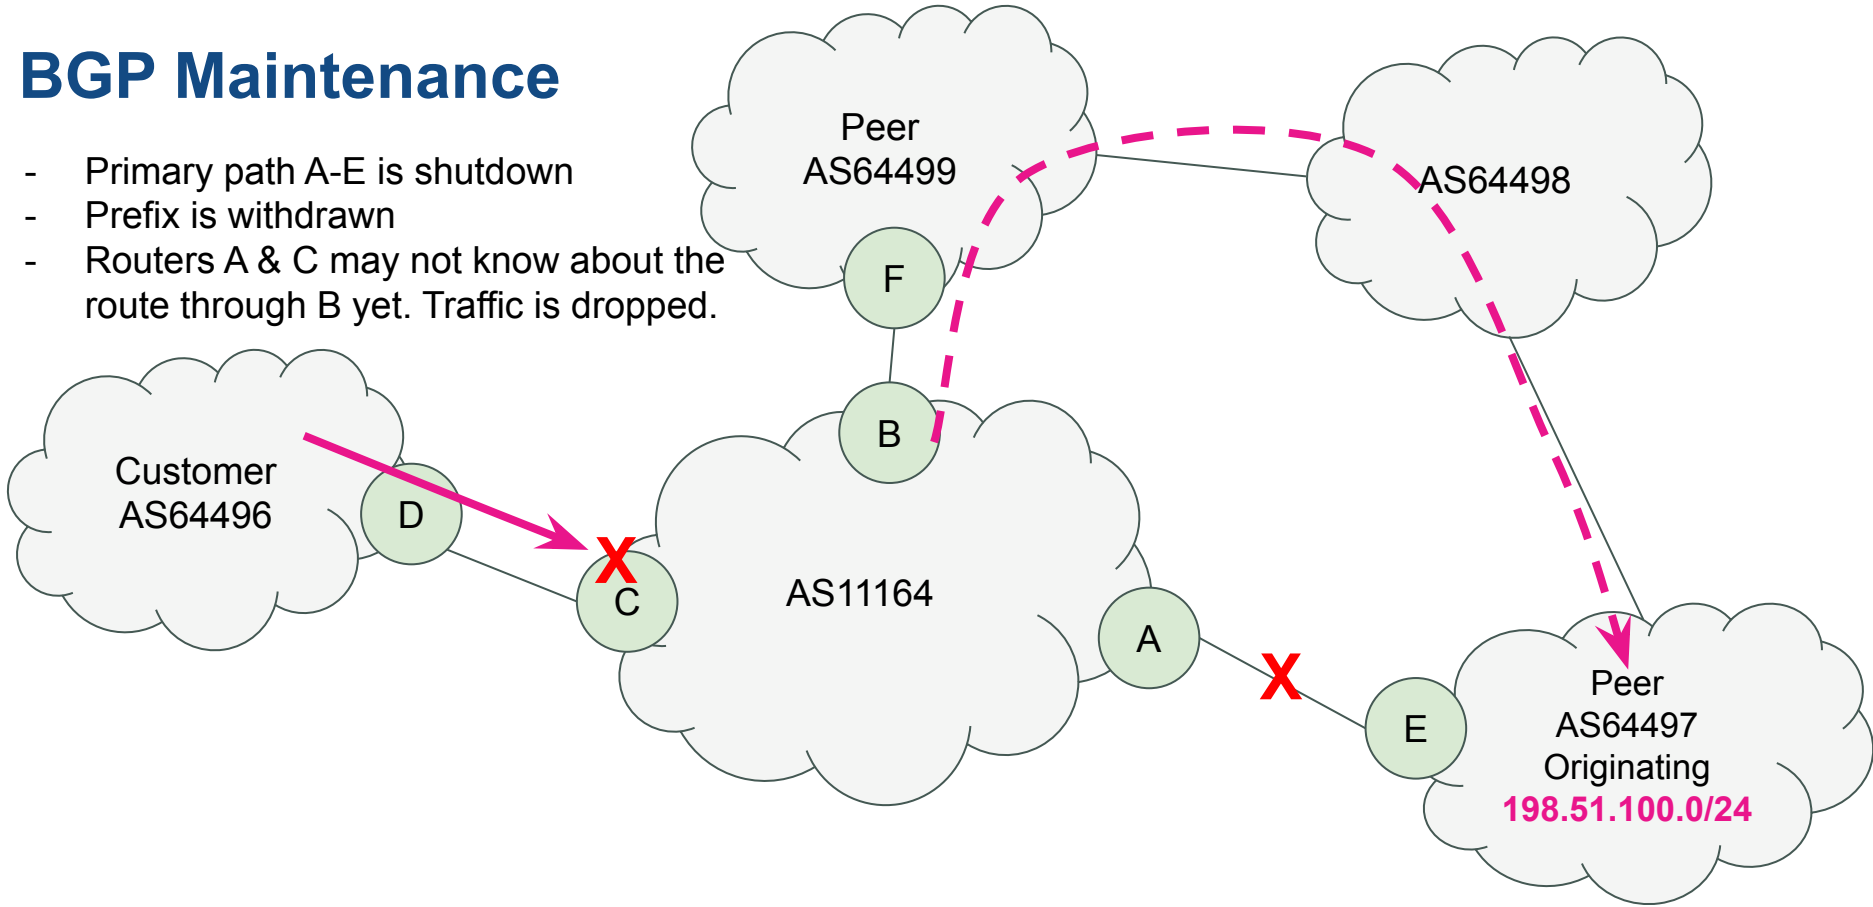 BGP Maintenance
- Primary path A-E is shutdown
- Prefix is withdrawn
- Routers A & C may not know about the
route through B yet. Traffic is dropped.
Peer
AS64499
AS64498
F
B
Customer
AS64496
D
X
C
AS11164
A
X
E
Peer
AS64497
Originating
198.51.100.0/24